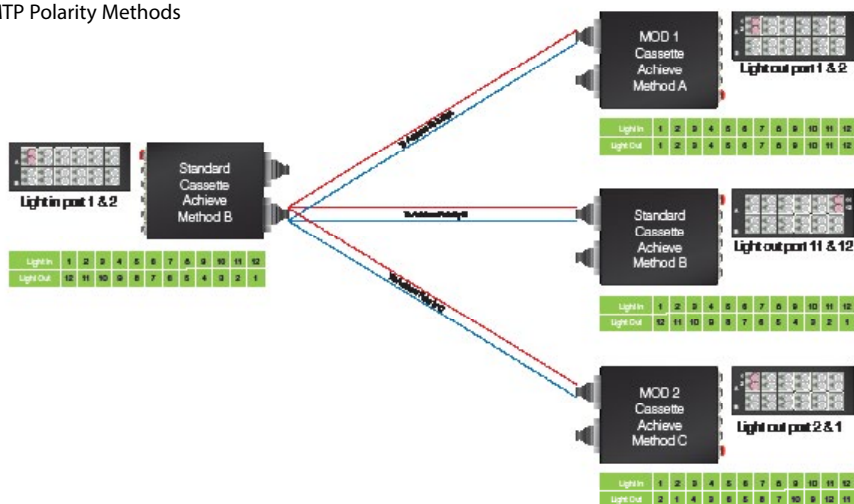 MTP Polarity Methods
MOD 1
Cassette
Achieve
Method A
Light out port 1 & 2
Light In 1 2 3 4 5 6 7 8 9 10 11 12
Light Out 1 2 3 4 5 6 7 8 9 10 11 12
Light in port 1 & 2
Standard
Cassette
Achieve
Method B
Light In 1 2 3 4 5 6 7 8 9 10 11 12
Light Out 12 11 10 9 8 7 6 5 4 3 2 1
Standard
Cassette
Achieve
Method B
Light out port 11 & 12
Light In 1 2 3 4 5 6 7 8 9 10 11 12
Light Out 12 11 10 9 8 7 6 5 4 3 2 1
MOD 2
Cassette
Achieve
Method C
Light out port 2 & 1
Light In 1 2 3 4 5 6 7 8 9 10 11 12
Light Out 2 1 4 3 6 5 8 7 10 9 12 11